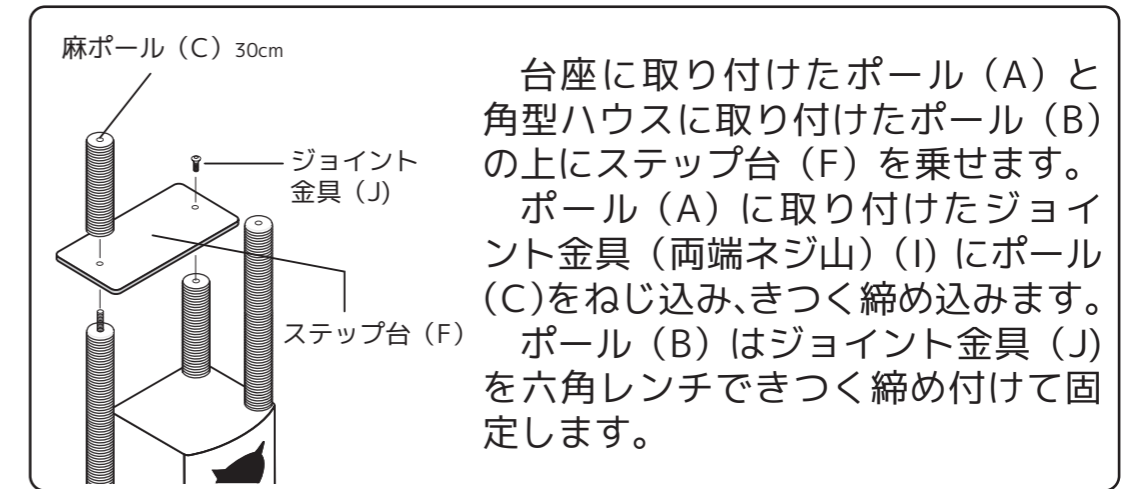 麻ポール（C）30cm
ジョイント
金具（J)
ステップ台（F）
　台座に取り付けたポール（A）と
角型ハウスに取り付けたポール（B）
の上にステップ台（F）を乗せます。
　ポール（A）に取り付けたジョイ
ント金具（両端ネジ山）(I) にポール
(C)をねじ込み、きつく締め込みます。
　ポール（B）はジョイント金具（J)
を六角レンチできつく締め付けて固
定します。